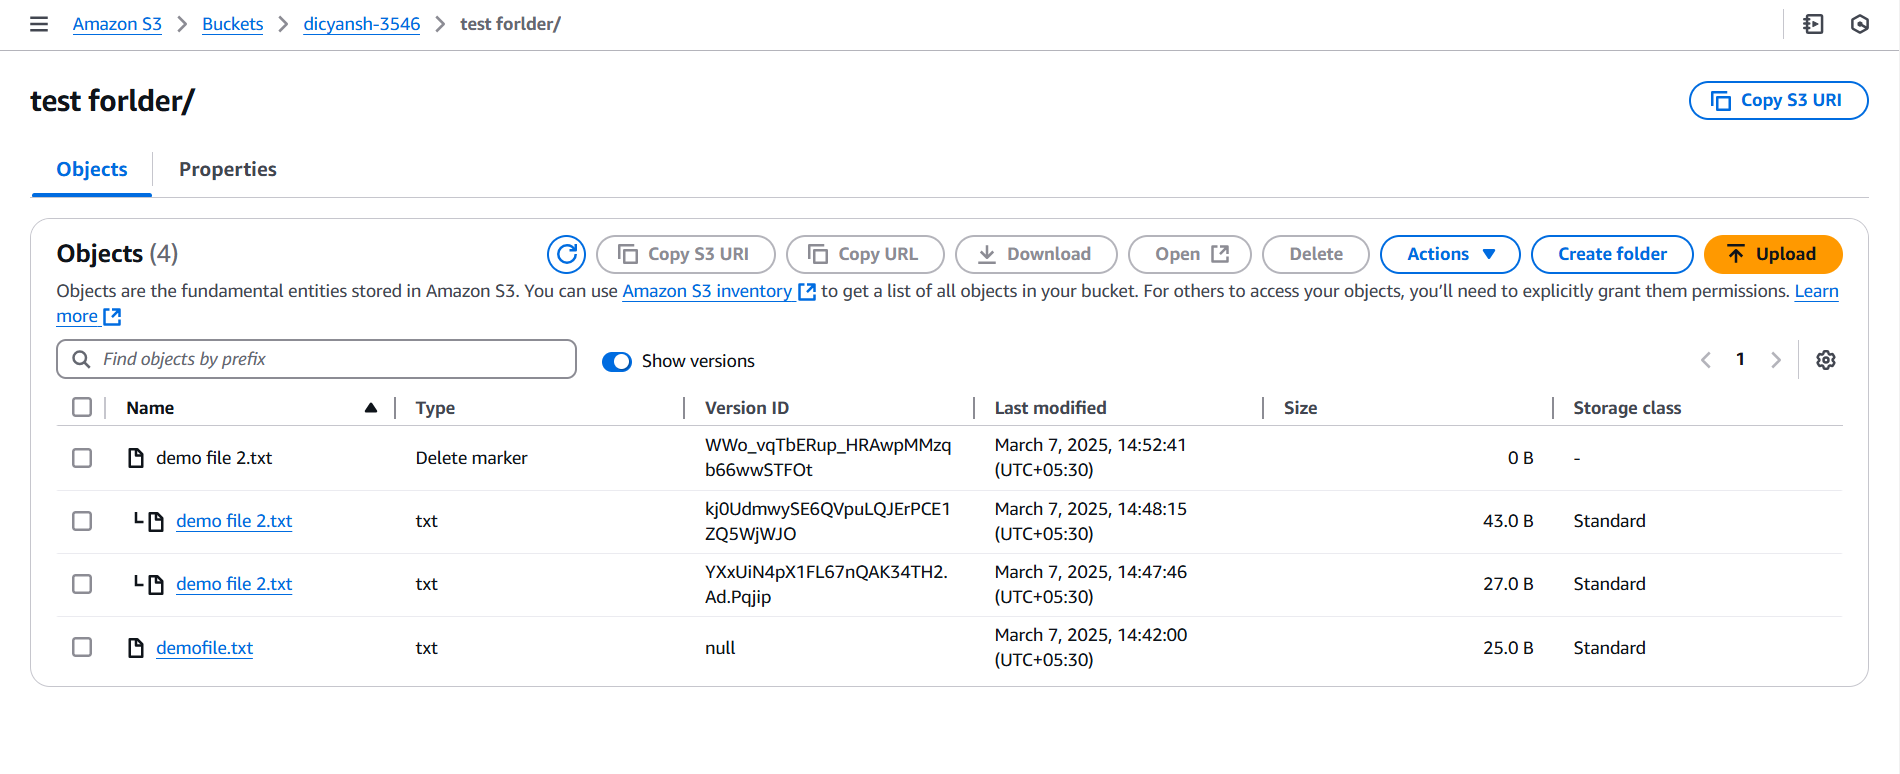 Amazon S3 Buckets dicyansh-3546 test forlder/
test forlder/
Copy S3 URI
Objects Properties
Objects (4)
Copy S3 URI Copy URL Download Open Delete Actions Create folder Upload
Objects are the fundamental entities stored in Amazon S3. You can use Amazon S3 inventory to get a list of all objects in your bucket. For others to access your objects, you’ll need to explicitly grant them permissions. Learn
more
Find objects by prefix Show versions 1
Name Type Version ID Last modified Size Storage class
demo file 2.txt Delete marker WWo_vqTbERup_HRAwpMMzq March 7, 2025, 14:52:41 0 B -
b66wwSTFOt (UTC+05:30)
demo file 2.txt txt kj0UdmwySE6QVpuLQJErPCE1 March 7, 2025, 14:48:15 43.0 B Standard
ZQ5WjWJO (UTC+05:30)
demo file 2.txt txt YXxUiN4pX1FL67nQAK34TH2. March 7, 2025, 14:47:46 27.0 B Standard
Ad.Pqjip (UTC+05:30)
demofile.txt txt null March 7, 2025, 14:42:00 25.0 B Standard
(UTC+05:30)